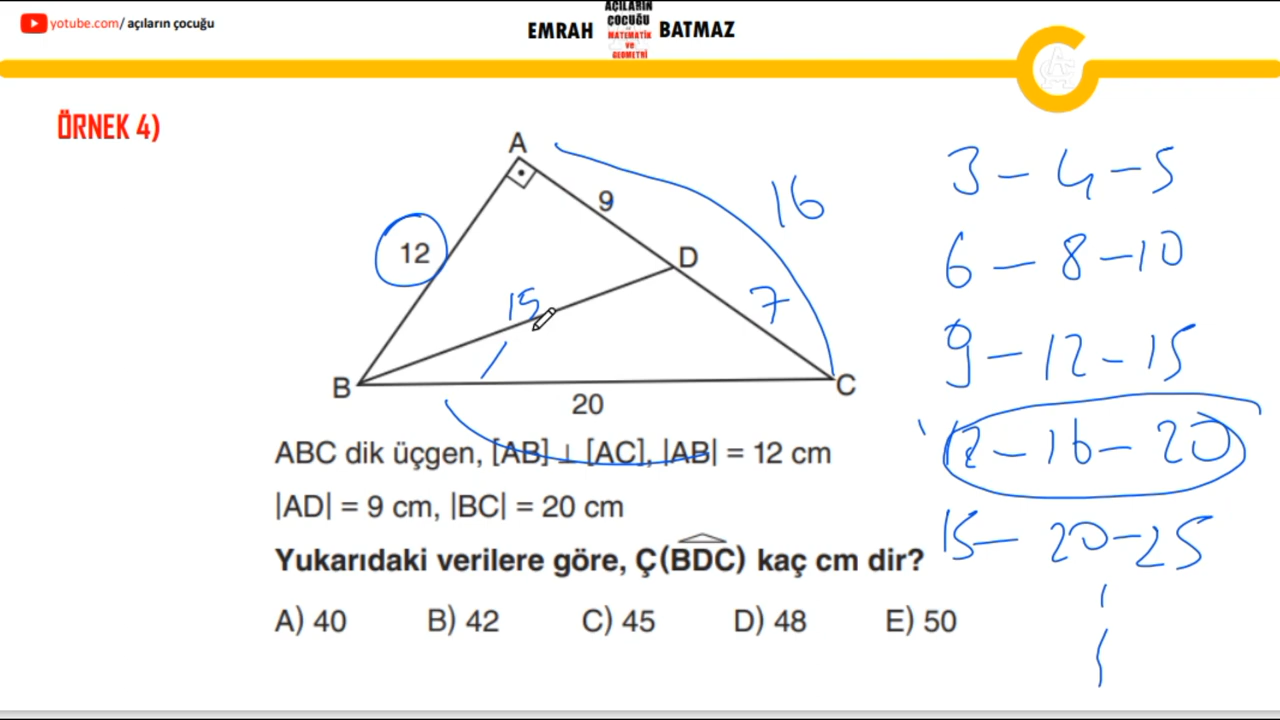 yotube.com/ açıların çocuğu
EMRAH
AÇILARIN
ÇOCUĞU
MATEMATİK
ve
GEOMETRİ
BATMAZ
ÖRNEK 4)
A
9
16
12
D
15
7
B
C
20
3 - 4 - 5
6 - 8 - 10
9 - 12 - 15
12 - 16 - 20
15 - 20 - 25
ABC dik üçgen, [AB] ⊥ [AC], |AB| = 12 cm
|AD| = 9 cm, |BC| = 20 cm
Yukarıdaki verilere göre, Ç(BDC) kaç cm dir?
A) 40 B) 42 C) 45 D) 48 E) 50